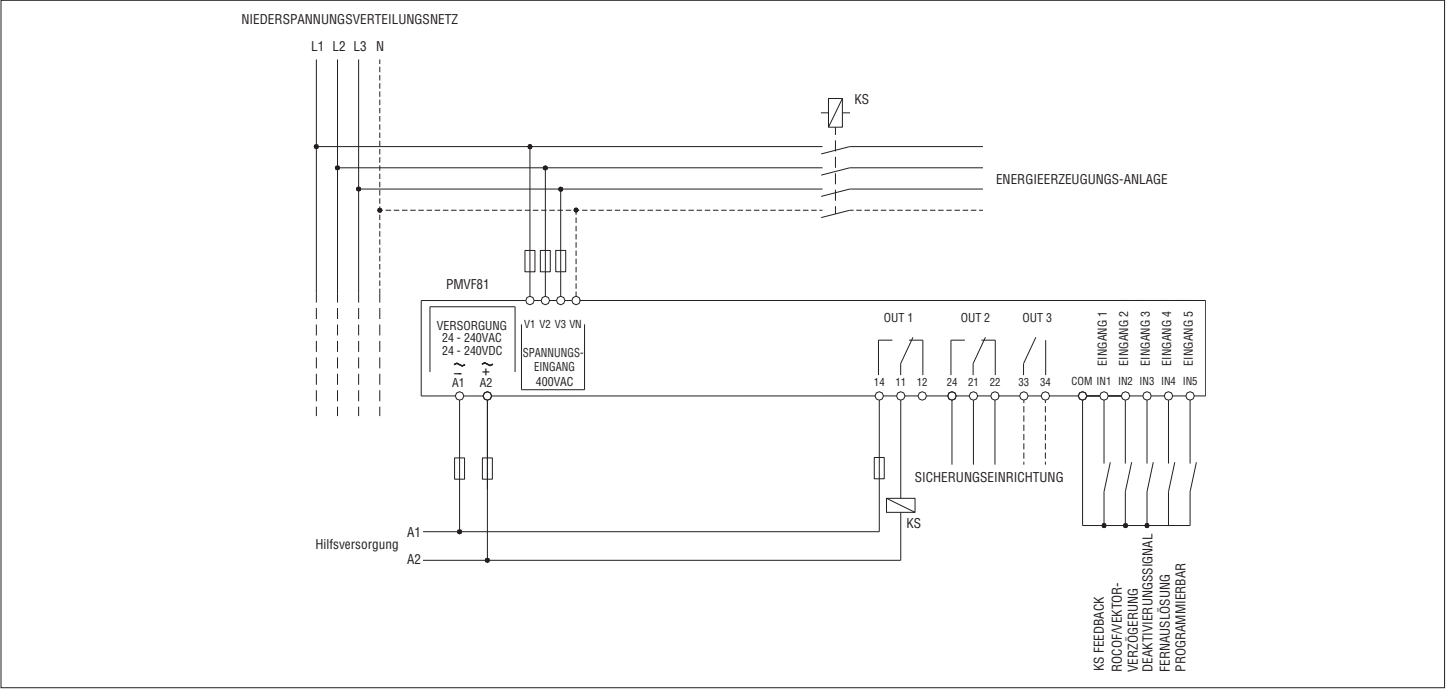 NIEDERSPANNUNGSVERTEILUNGSNETZ
L1 L2 L3 N
KS
ENERGIEERZEUGUNGS-ANLAGE
PMVF81
VERSORGUNG
24 - 240VAC
24 - 240VDC
~ ~
– +
A1 A2
V1 V2 V3 VN
SPANNUNGS-
EINGANG
400VAC
OUT 1 OUT 2 OUT 3
EINGANG 1
EINGANG 2
EINGANG 3
EINGANG 4
EINGANG 5
14 11 12 24 21 22 33 34 COM IN1 IN2 IN3 IN4 IN5
SICHERUNGSEINRICHTUNG
KS
Hilfsversorgung
A1
A2
KS FEEDBACK
ROCOF/VEKTOR-
VERZÖGERUNG
DEAKTIVIERUNGSSIGNAL
FERNAUSLÖSUNG
PROGRAMMIERBAR